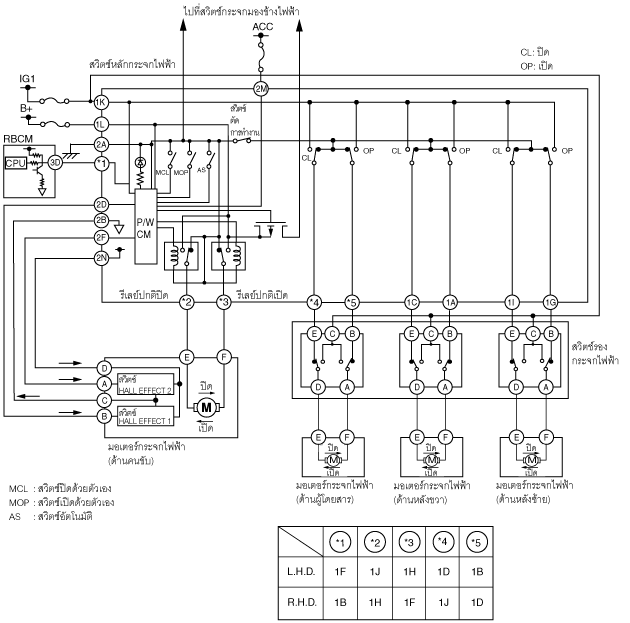 ไปที่สวิตช์กระจกมองข้างไฟฟ้า
ACC
CL: ปิด
OP: เปิด
สวิตช์หลักกระจกไฟฟ้า
IG1
B+
2M
1K
1L
สวิตช์
ตัด
การทำงาน
RBCM
CPU
3D
2A
*1
MCL
MOP
AS
CL
OP
CL
OP
CL
OP
2D
2B
2F
2N
P/W
CM
รีเลย์ปกติปิด
รีเลย์ปกติเปิด
*2
*3
*4
*5
1C
1A
1I
1G
E
C
B
E
C
B
E
C
B
สวิตช์รอง
กระจกไฟฟ้า
D
A
D
A
D
A
E
F
D
A
C
B
สวิตช์
HALL EFFECT 2
สวิตช์
HALL EFFECT 1
ปิด
M
เปิด
E
F
E
F
E
F
ปิด
M
เปิด
ปิด
M
เปิด
ปิด
M
เปิด
มอเตอร์กระจกไฟฟ้า
(ด้านคนขับ)
มอเตอร์กระจกไฟฟ้า
(ด้านผู้โดยสาร)
มอเตอร์กระจกไฟฟ้า
(ด้านหลังขวา)
มอเตอร์กระจกไฟฟ้า
(ด้านหลังซ้าย)
MCL : สวิตช์ปิดด้วยตัวเอง
MOP : สวิตช์เปิดด้วยตัวเอง
AS : สวิตช์อัตโนมัติ
*1 *2 *3 *4 *5
L.H.D. 1F 1J 1H 1D 1B
R.H.D. 1B 1H 1F 1J 1D